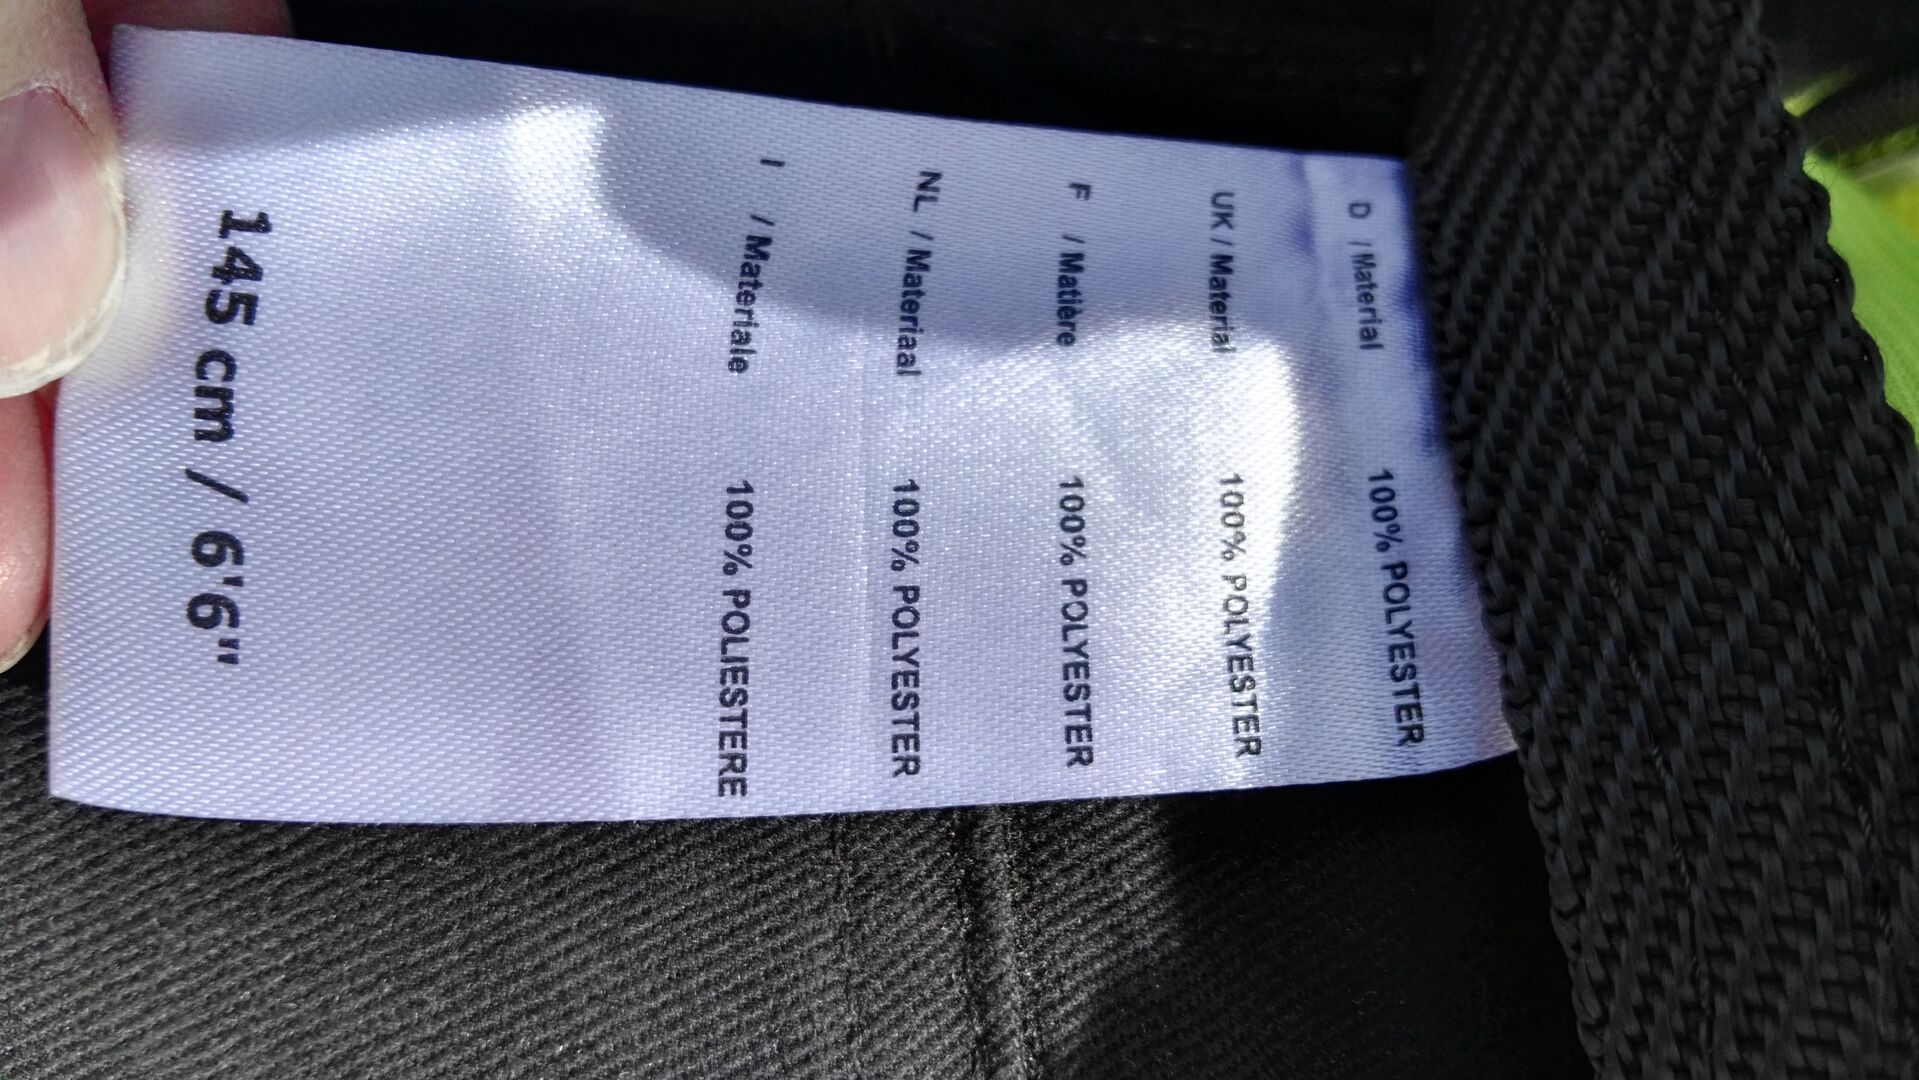 D / Material 100% POLYESTER
UK / Material 100% POLYESTER
F / Matière 100% POLYESTER
NL / Materiaal 100% POLYESTER
I / Materiale 100% POLIESTERE
145 cm / 6'6"